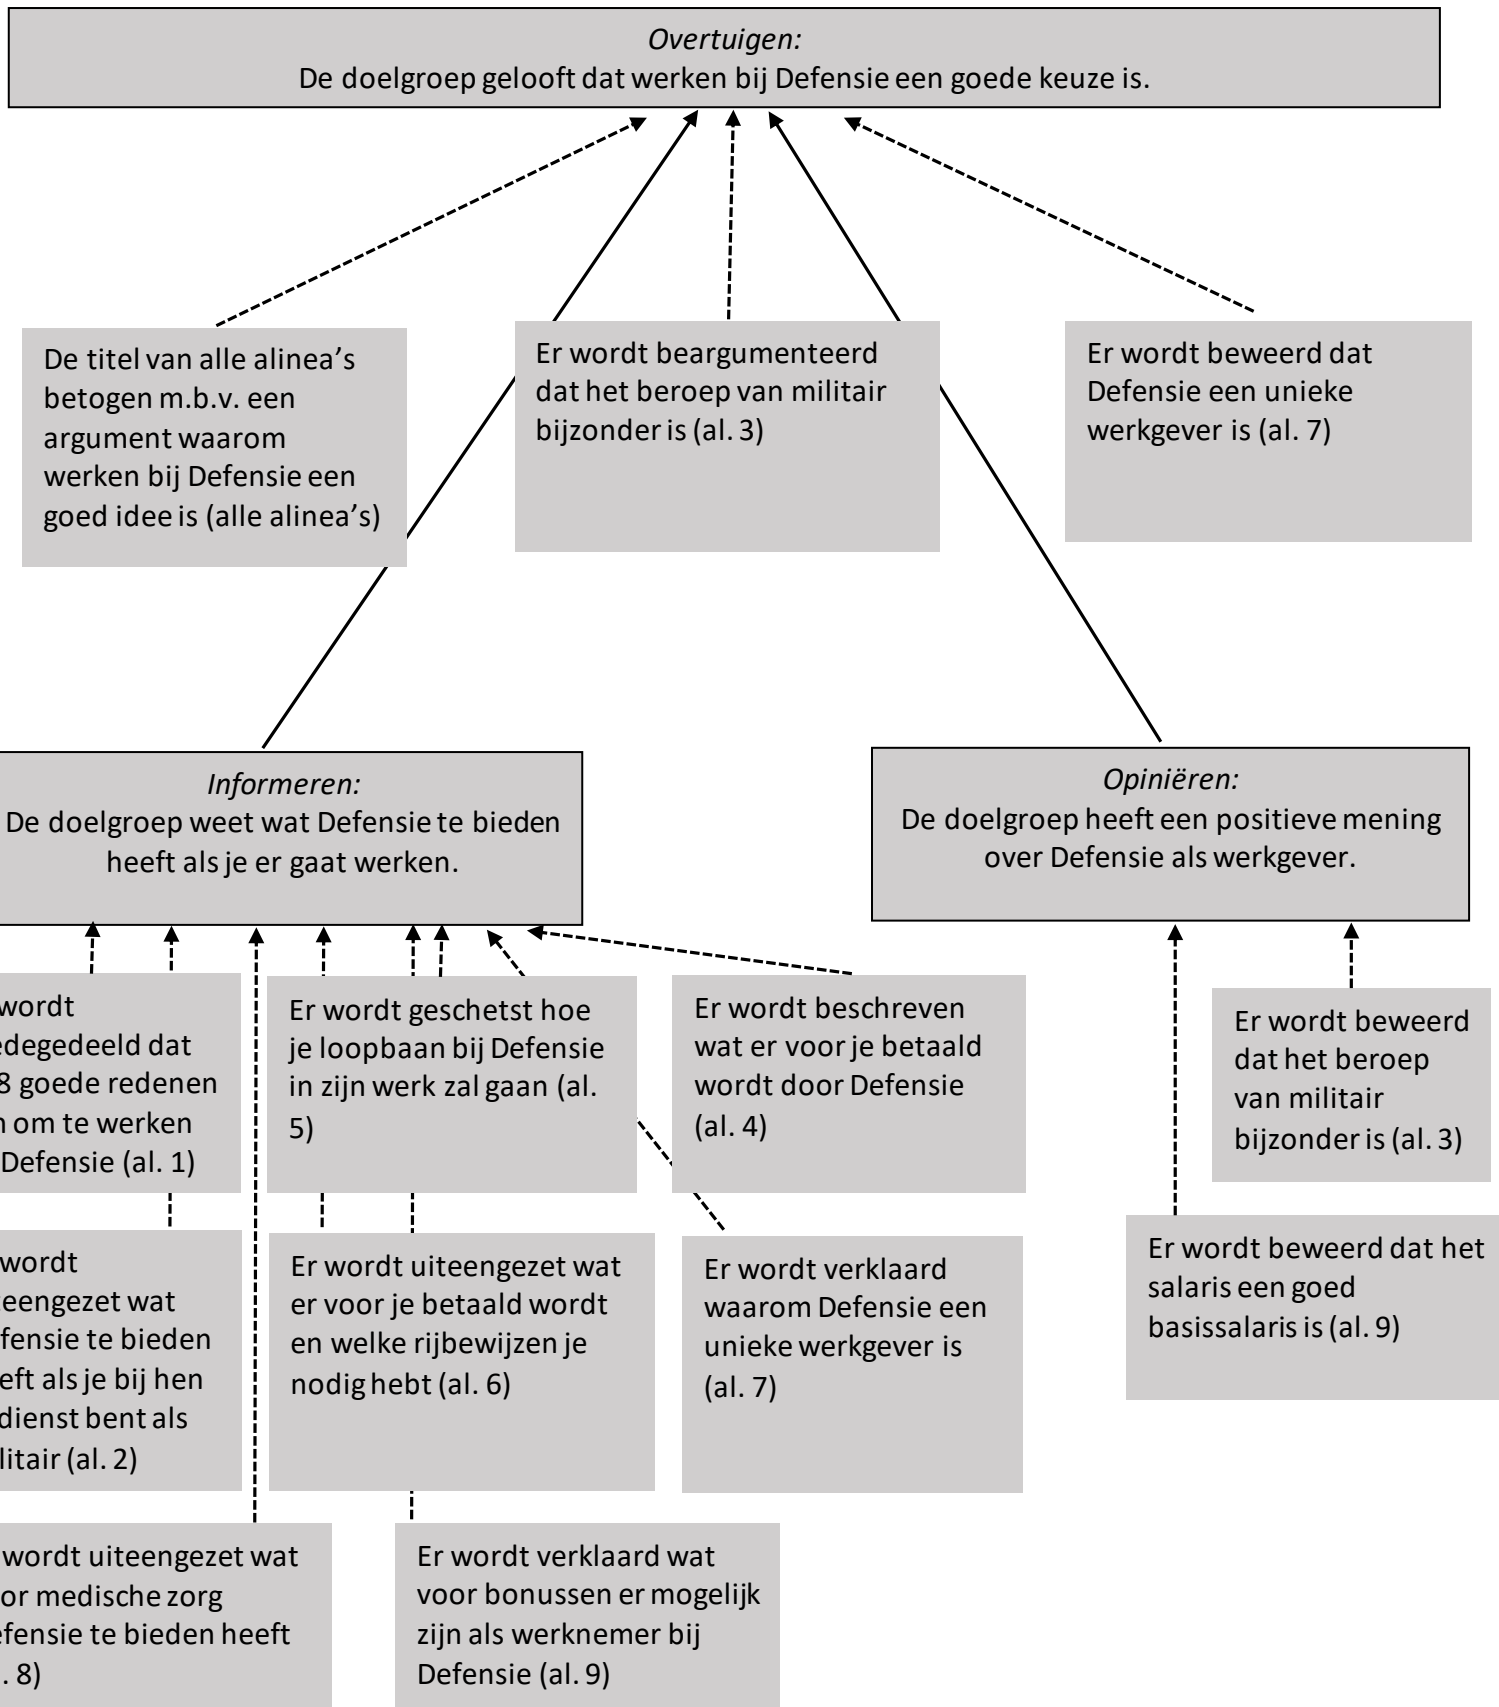 Overtuigen:
De doelgroep gelooft dat werken bij Defensie een goede keuze is.
De titel van alle alinea's
betogen m.b.v. een
argument waarom
werken bij Defensie een
goed idee is (alle alinea's)
Er wordt beargumenteerd
dat het beroep van militair
bijzonder is (al. 3)
Er wordt beweerd dat
Defensie een unieke
werkgever is (al. 7)
Informeren:
De doelgroep weet wat Defensie te bieden
heeft als je er gaat werken.
Opiniëren:
De doelgroep heeft een positieve mening
over Defensie als werkgever.
wordt
dat
8 goede redenen
om te werken
Defensie (al. 1)
Er wordt geschetst hoe
je loopbaan bij Defensie
in zijn werk zal gaan (al.
5)
Er wordt beschreven
wat er voor je betaald
wordt door Defensie
(al. 4)
Er wordt beweerd
dat het beroep
van militair
bijzonder is (al. 3)
wordt
wat
te bieden
als je bij hen
dienst bent als
(al. 2)
Er wordt uiteengezet wat
er voor je betaald wordt
en welke rijbewijzen je
nodig hebt (al. 6)
Er wordt verklaard
waarom Defensie een
unieke werkgever is
(al. 7)
Er wordt beweerd dat het
salaris een goed
basissalaris is (al. 9)
wordt uiteengezet wat
medische zorg
te bieden heeft
8)
Er wordt verklaard wat
voor bonussen er mogelijk
zijn als werknemer bij
Defensie (al. 9)